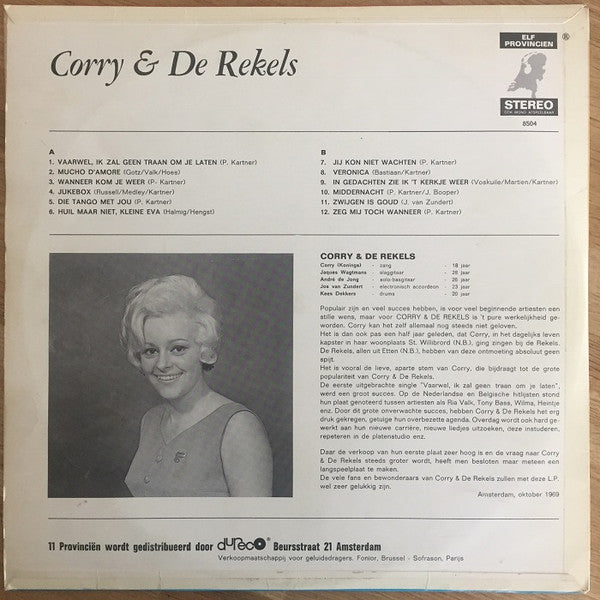 Corry & De Rekels
ELF
PROVINCIEN
®
STEREO
OOK MONO AFSPEELBAAR
8504
A
1. VAARWEL, IK ZAL GEEN TRAAN OM JE LATEN (P. Kartner)
2. MUCHO D'AMORE (Götz/Valk/Hoes)
3. WANNEER KOM JE WEER (P. Kartner)
4. JUKEBOX (Russell/Medley/Kartner)
5. DIE TANGO MET JOU (P. Kartner)
6. HUIL MAAR NIET, KLEINE EVA (Halmig/Hengst)
B
7. JIJ KON NIET WACHTEN (P. Kartner)
8. VERONICA (Bastiaan/Kartner)
9. IN GEDACHTEN ZIE IK 'T KERKJE WEER (Voskuile/Martien/Kartner)
10. MIDDERNACHT (P. Kartner/J. Booper)
11. ZWIJGEN IS GOUD (J. van Zundert)
12. ZEG MIJ TOCH WANNEER (P. Kartner)
CORRY & DE REKELS
Corry (Konings) - zang - 18 jaar
Jaques Wagtmans - slaggitaar - 28 jaar
André de Jong - solo-basgitaar - 26 jaar
Jos van Zundert - electronisch accordeon - 23 jaar
Kees Dekkers - drums - 20 jaar
Populair zijn en veel succes hebben, is voor veel beginnende artiesten een
stille wens, maar voor CORRY & DE REKELS is 't pure werkelijkheid ge-
worden. Corry kan het zelf allemaal nog steeds niet geloven.
Het is dan ook pas een half jaar geleden, dat Corry, in het dagelijks leven
kapster in haar woonplaats St. Willibrord (N.B.), ging zingen bij de Rekels.
De Rekels, allen uit Etten (N.B.), hebben van deze ontmoeting absoluut geen
spijt.
Het is vooral de lieve, aparte stem van Corry, die bijdraagt tot de grote
populariteit van Corry & De Rekels.
De eerste uitgebrachte single "Vaarwel, ik zal geen traan om je laten",
werd een groot succes. Op de Nederlandse en Belgische hitlijsten stond
hun plaat genoteerd tussen artiesten als Ria Valk, Tony Bass, Wilma, Heintje
enz. Door dit grote onverwachte succes, hebben Corry & De Rekels het erg
druk gekregen, getuige hun overbezette agenda. Overdag wordt ook hard ge-
werkt aan hun nieuwe carrière, nieuwe liedjes uitzoeken, deze instuderen,
repeteren in de platenstudio enz.
Daar de verkoop van hun eerste plaat zeer hoog is en de vraag naar Corry
& De Rekels steeds groter wordt, heeft men besloten maar meteen een
langspeelplaat te maken.
De vele fans en bewonderaars van Corry & De Rekels zullen met deze L.P.
wel zeer gelukkig zijn.
Amsterdam, oktober 1969
11 Provinciën wordt gedistribueerd door dureco Beursstraat 21 Amsterdam
Verkoopmaatschappij voor geluidsdragers. Fonior, Brussel - Sofrason, Parijs